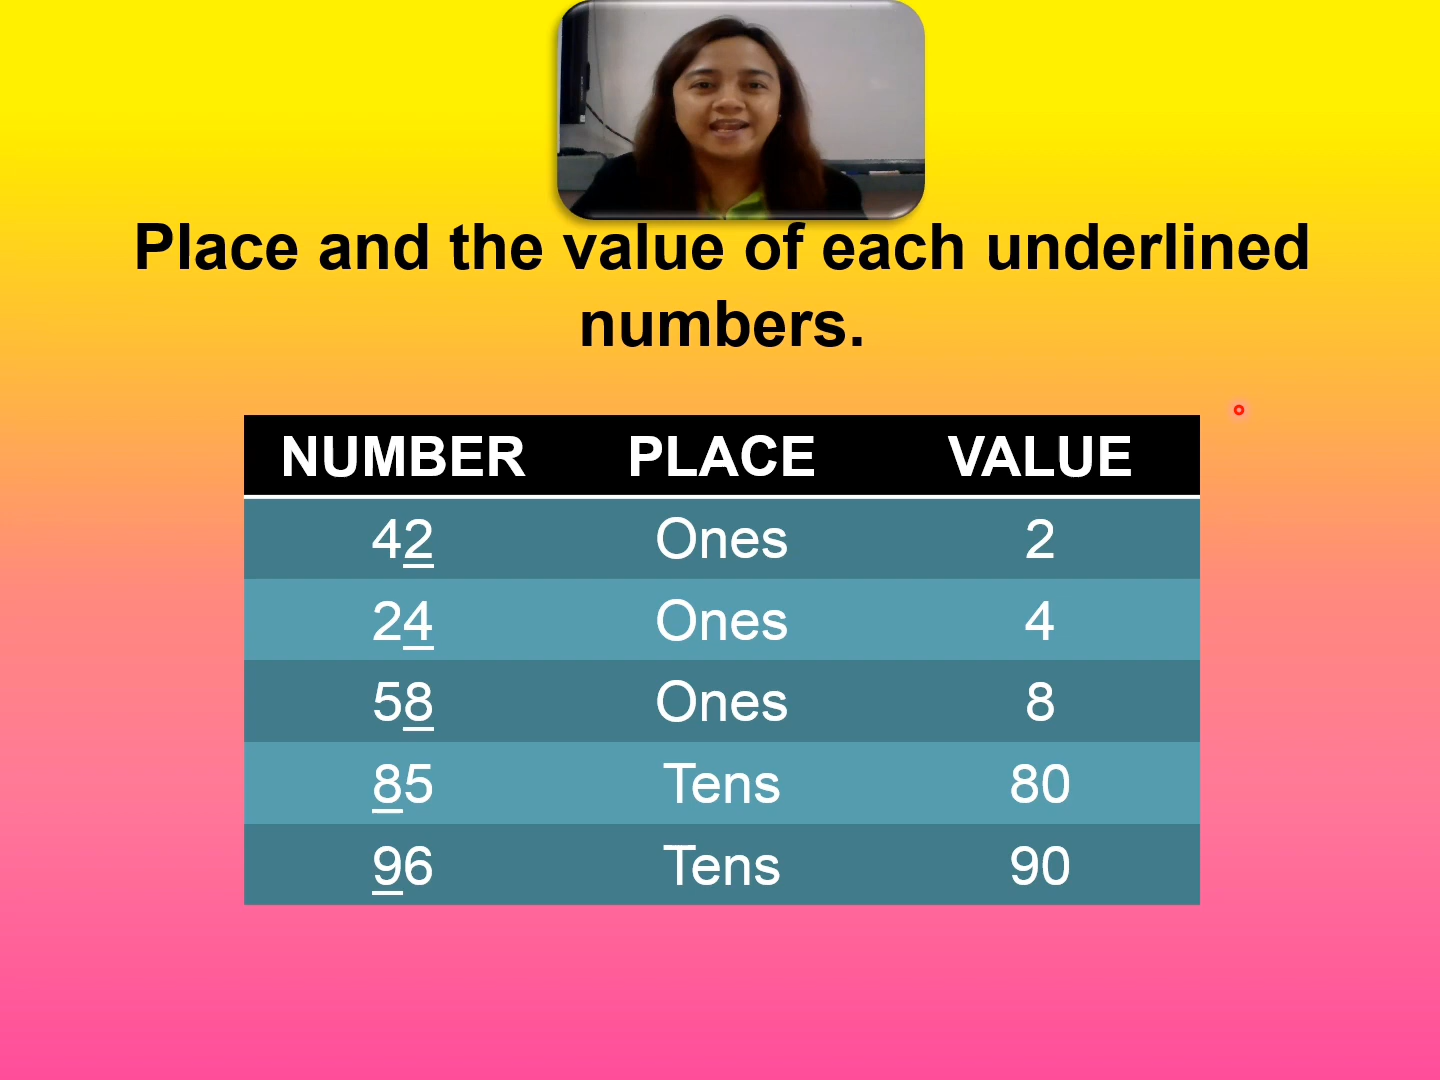 Place and the value of each underlined
numbers.
NUMBER PLACE VALUE
42 Ones 2
24 Ones 4
58 Ones 8
85 Tens 80
96 Tens 90